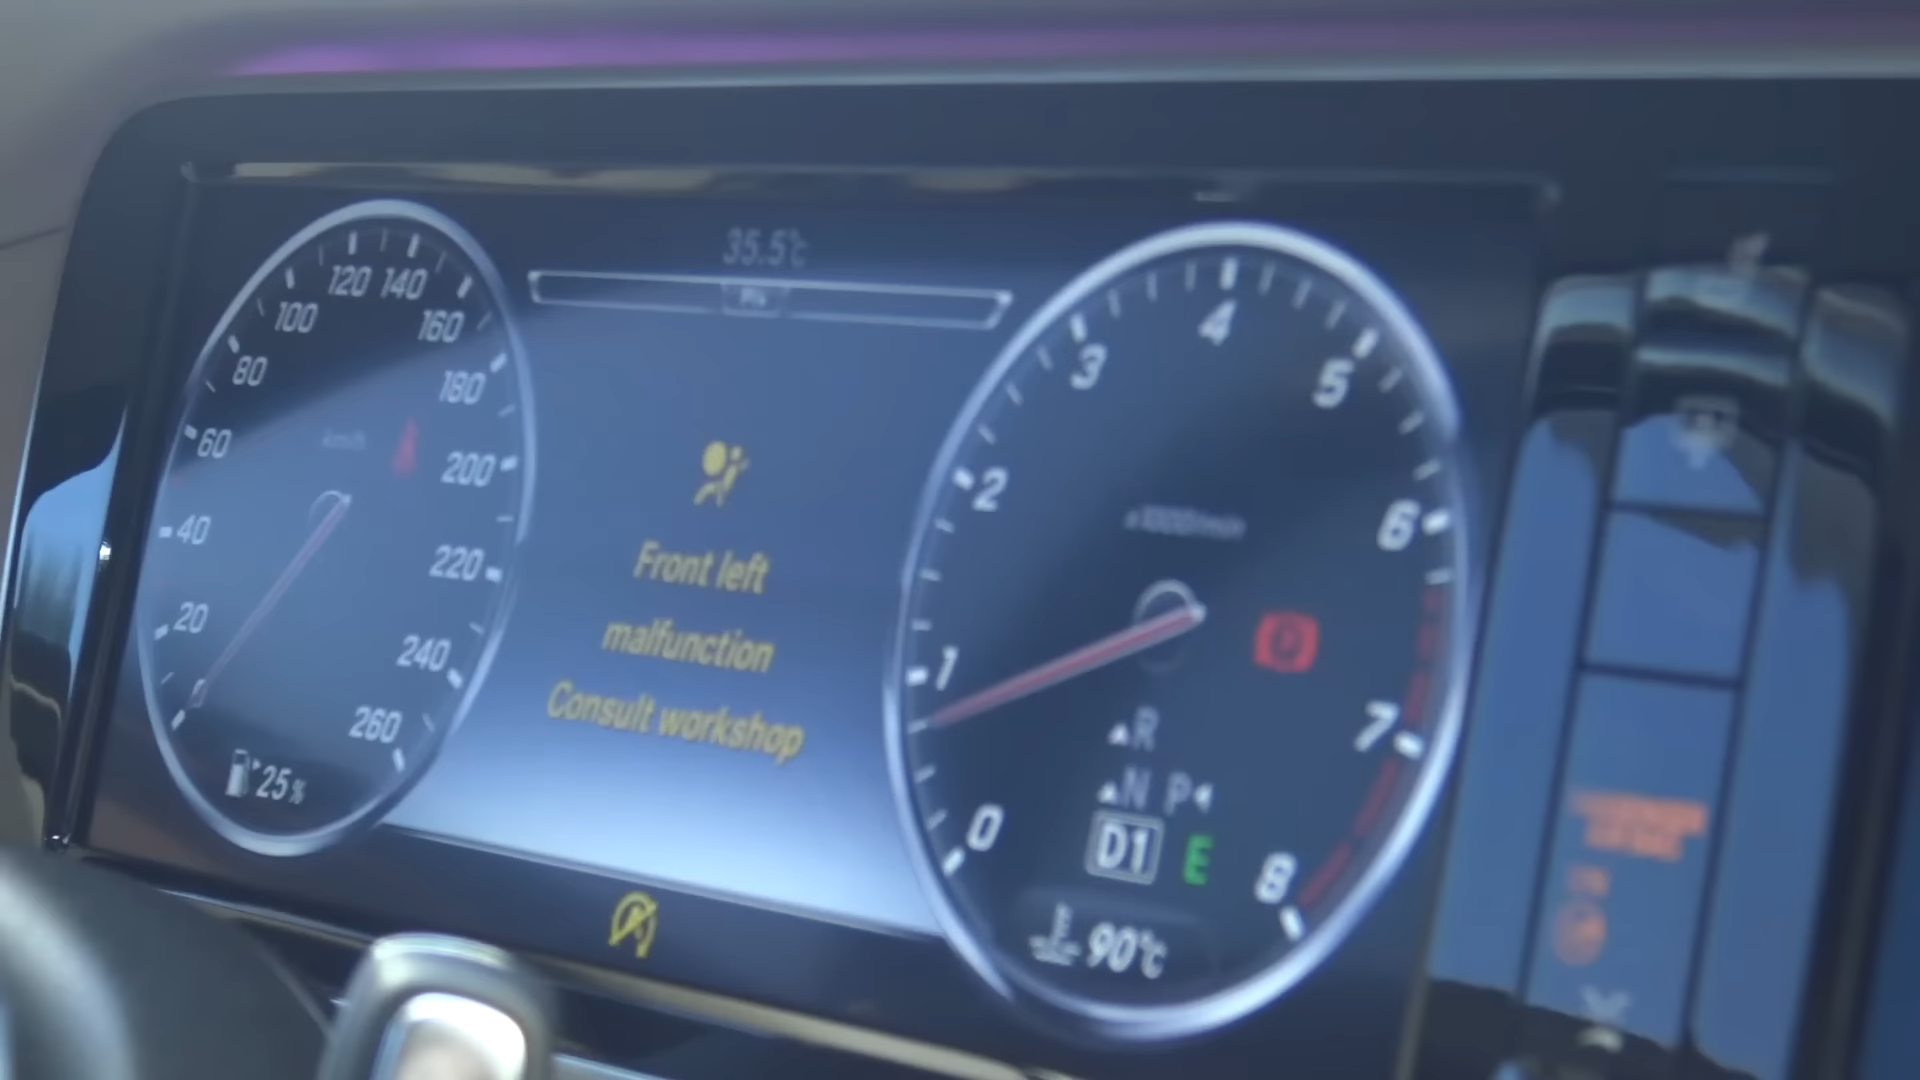 35.5°C
120 140
100 160
80 180
60 200
40 220
20 240
260
25%
Front left
malfunction
Consult workshop
4
3 5
2 6
1 7
0 8
R
N P
D1 E
90°C